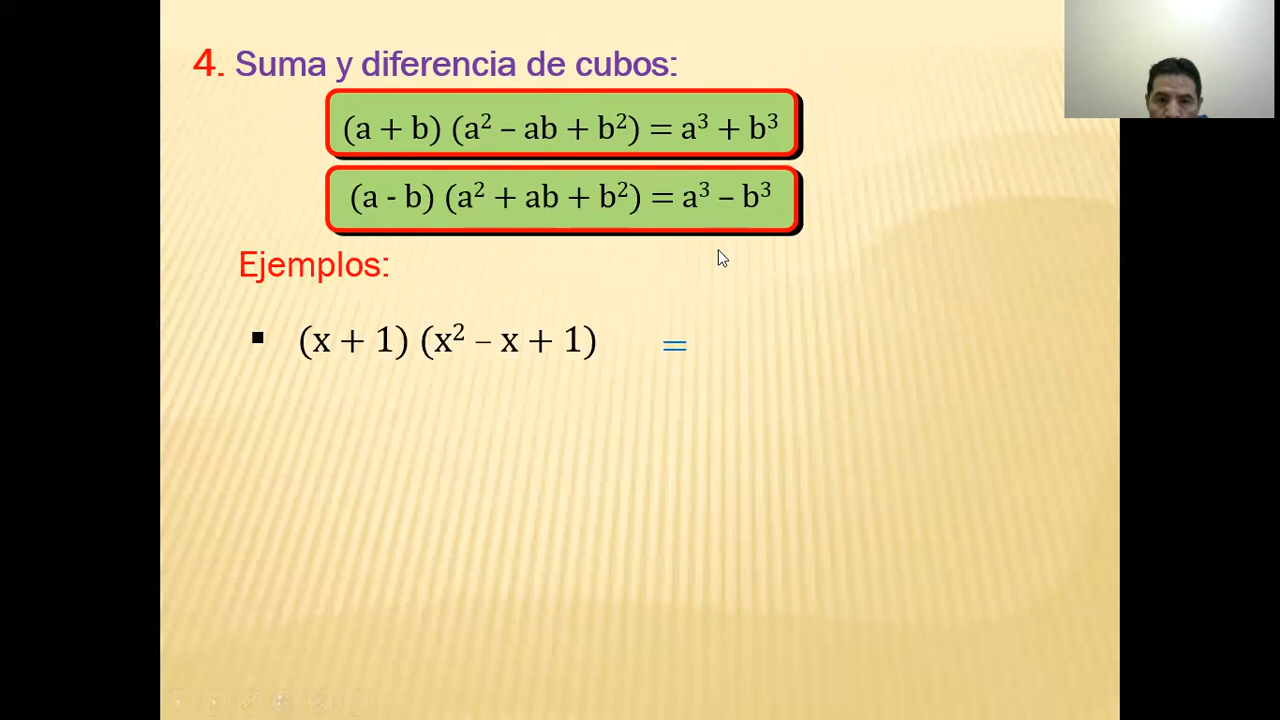 4. Suma y diferencia de cubos:
(a + b) (a² – ab + b²) = a³ + b³
(a - b) (a² + ab + b²) = a³ – b³
Ejemplos:
▪ (x + 1) (x² – x + 1) =